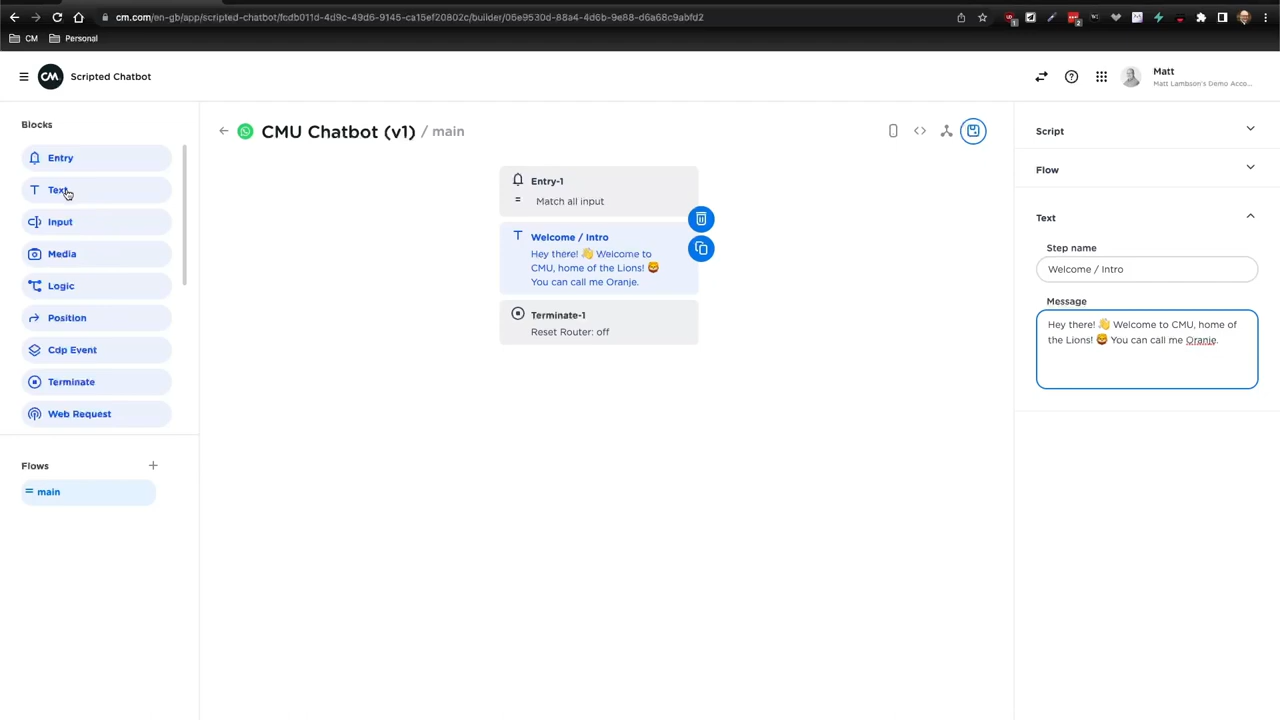 cm.com/en-gb/app/scripted-chatbot/fcdb011d-4d9c-49d6-9145-ca15ef20802c/builder/06e9530d-88a4-4d6b-9e88-d6a68c9abfd2
CM
Personal
CM.
Scripted Chatbot
Matt
Matt Lambson's Demo Acco...
Blocks
Entry
Text
Input
Media
Logic
Position
Cdp Event
Terminate
Web Request
Flows
main
CMU Chatbot (v1) / main
Entry-1
= Match all input
Welcome / Intro
Hey there! 👋 Welcome to
CMU, home of the Lions! 🦁
You can call me Oranje.
Terminate-1
Reset Router: off
Script
Flow
Text
Step name
Welcome / Intro
Message
Hey there! 👋 Welcome to CMU, home of
the Lions! 🦁 You can call me Oranje.